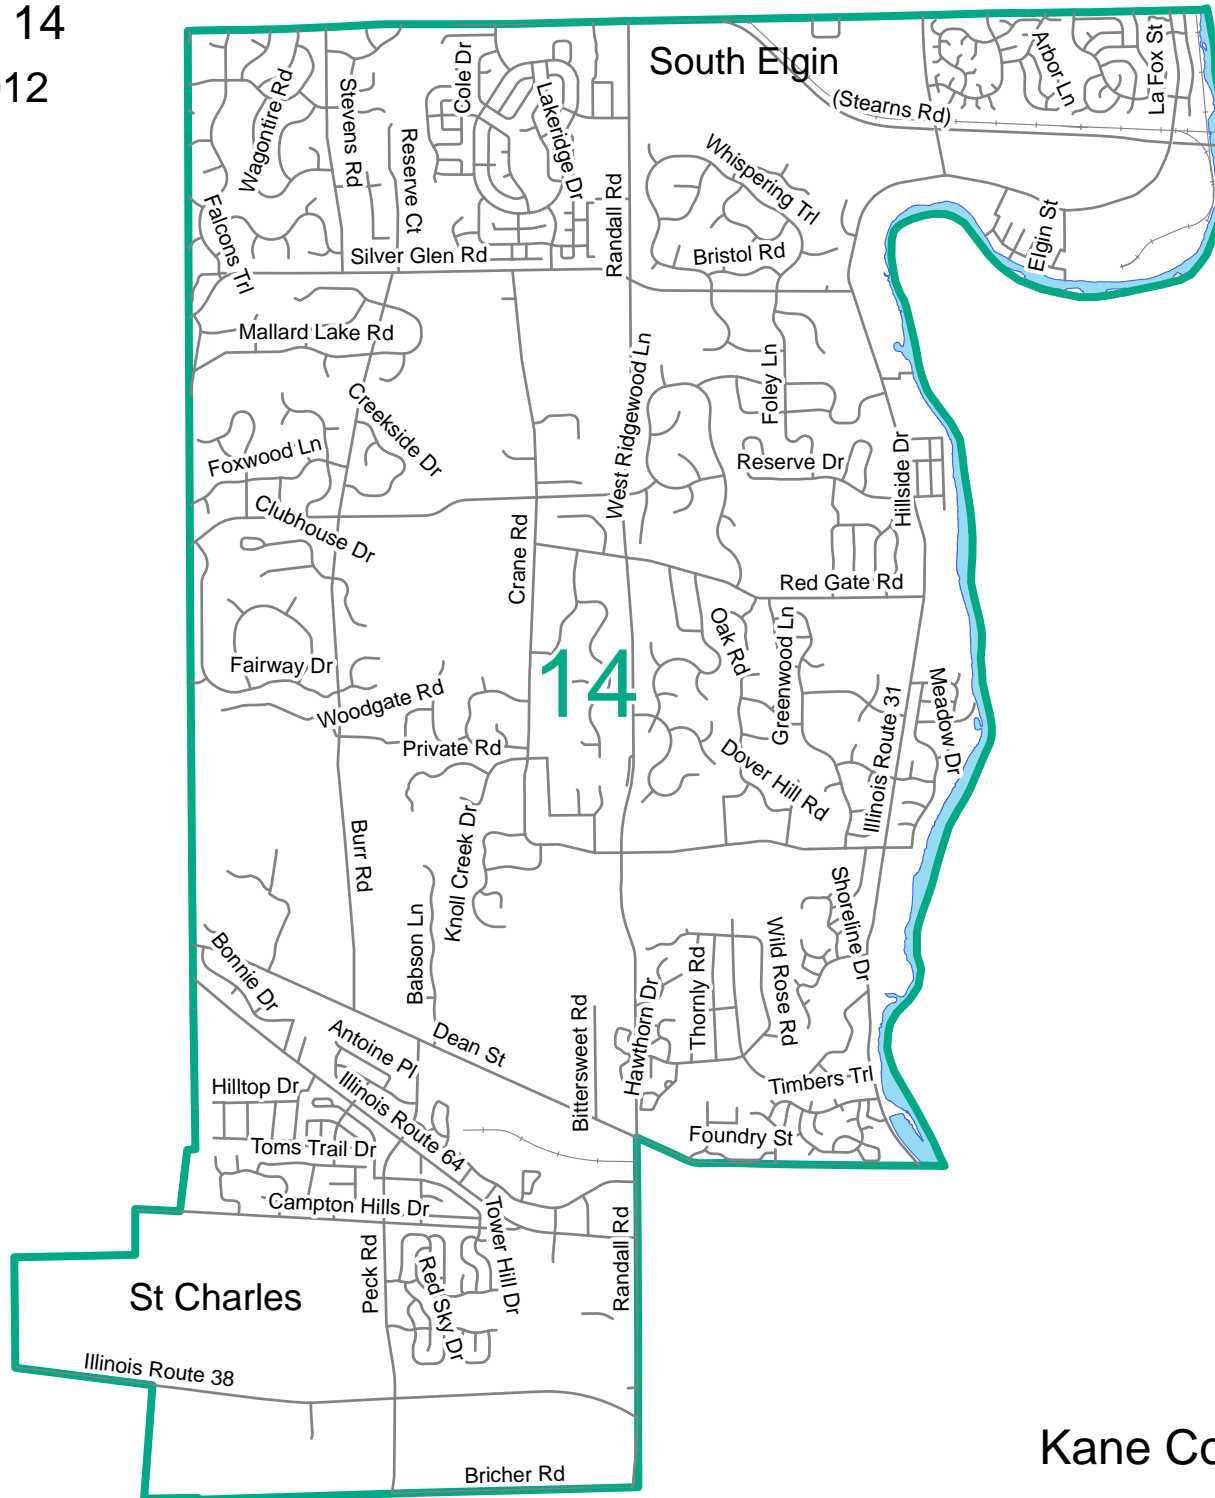 14
012
South Elgin
(Stearns Rd)
Arbor Ln
La Fox St
Cole Dr
Lakeridge Dr
Wagontire Rd
Stevens Rd
Reserve Ct
Whispering Trl
Falcons Trl
Silver Glen Rd
Randall Rd
Bristol Rd
Elgin St
Mallard Lake Rd
West Ridgewood Ln
Foley Ln
Creekside Dr
Foxwood Ln
Reserve Dr
Hillside Dr
Clubhouse Dr
Crane Rd
Red Gate Rd
Oak Rd
Greenwood Ln
14
Fairway Dr
Woodgate Rd
Private Rd
Meadow Dr
Illinois Route 31
Dover Hill Rd
Burr Rd
Knoll Creek Dr
Shoreline Dr
Babson Ln
Bonnie Dr
Wild Rose Rd
Thornly Rd
Hawthorn Dr
Bittersweet Rd
Dean St
Antoine Pl
Hilltop Dr
Illinois Route 64
Timbers Trl
Foundry St
Toms Trail Dr
Campton Hills Dr
Tower Hill Dr
Randall Rd
Peck Rd
Red Sky Dr
St Charles
Illinois Route 38
Kane Co
Bricher Rd